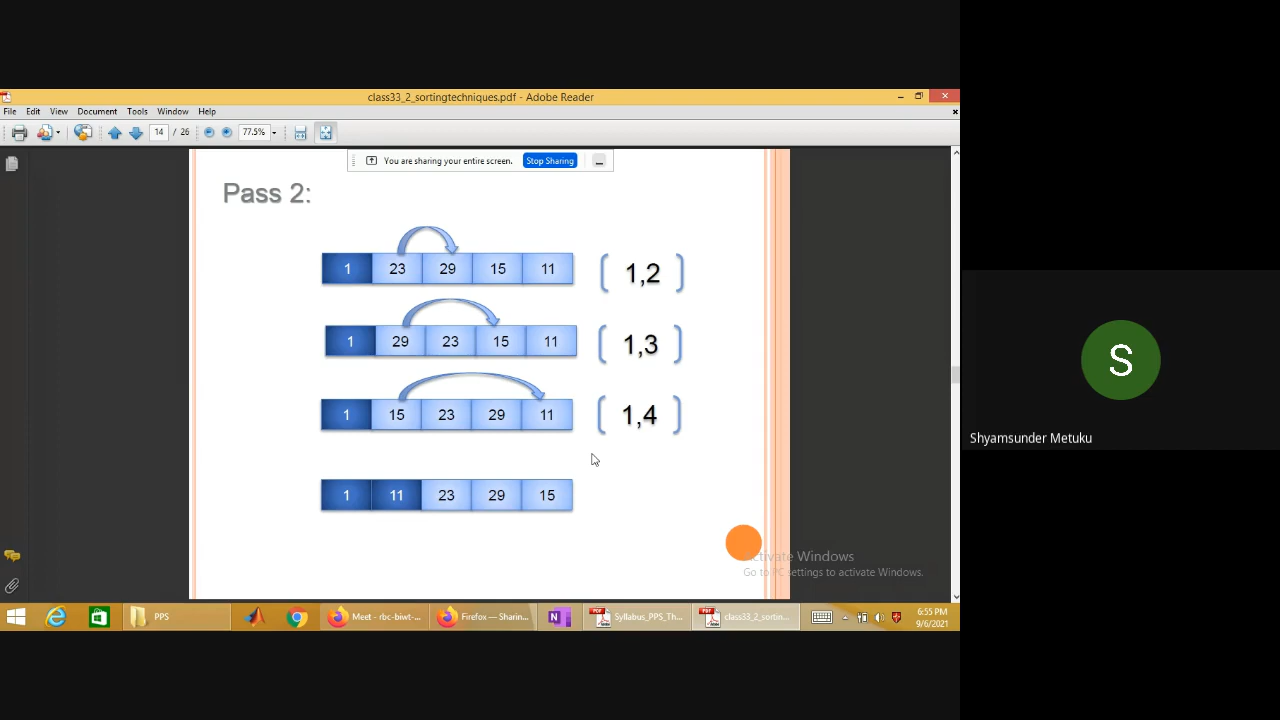 class33_2_sortingtechniques.pdf - Adobe Reader
File Edit View Document Tools Window Help
14 / 26 77.5%
You are sharing your entire screen. Stop Sharing
Pass 2:
1 23 29 15 11 1,2
1 29 23 15 11 1,3
1 15 23 29 11 1,4
1 11 23 29 15
S
Shyamsunder Metuku
Activate Windows
Go to PC settings to activate Windows.
PPS Meet - rbc-biwt-... Firefox — Sharin... Syllabus_PPS_Th... class33_2_sortin... 6:55 PM
9/6/2021